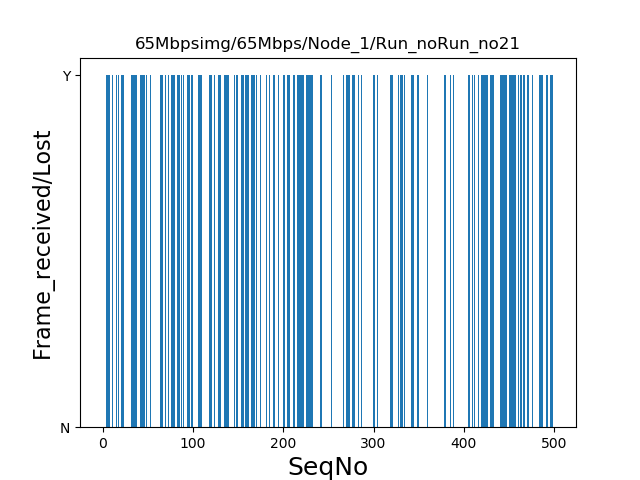 65Mbpsimg/65Mbps/Node_1/Run_noRun_no21
Y
Frame_received/Lost
N
0 100 200 300 400 500
SeqNo